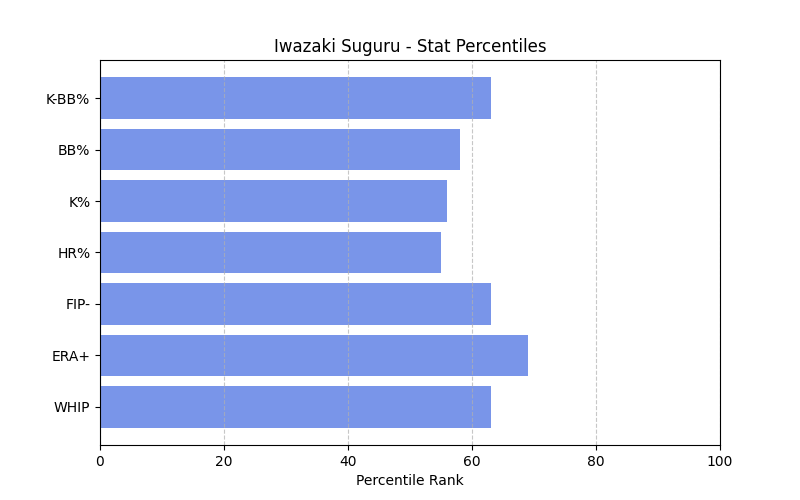 Iwazaki Suguru - Stat Percentiles
K-BB%
BB%
K%
HR%
FIP-
ERA+
WHIP
0 20 40 60 80 100
Percentile Rank